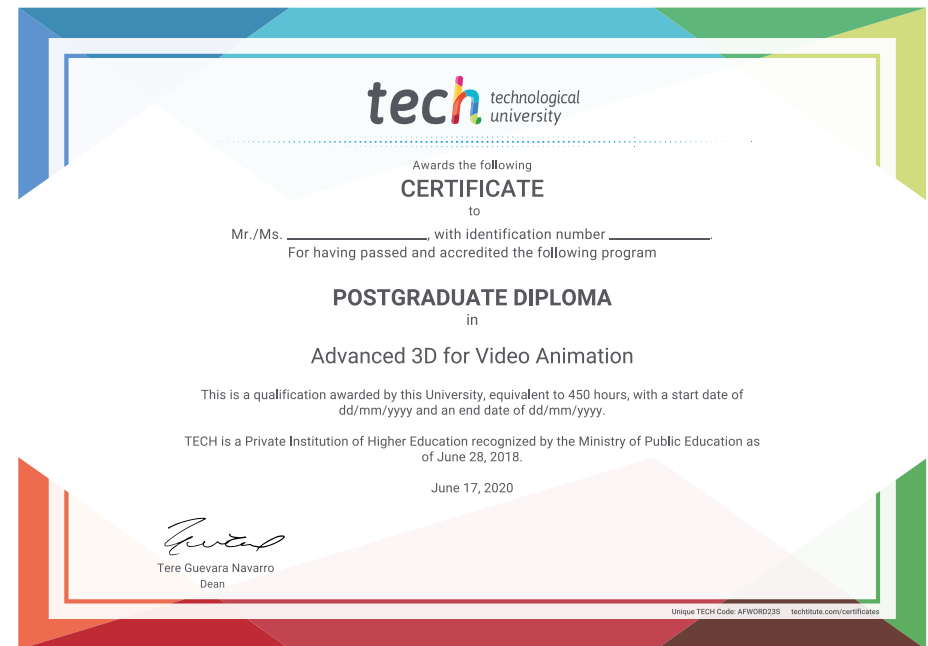 tech technological
university
Awards the following
CERTIFICATE
to
Mr./Ms. ____________________, with identification number ______________.
For having passed and accredited the following program
POSTGRADUATE DIPLOMA
in
Advanced 3D for Video Animation
This is a qualification awarded by this University, equivalent to 450 hours, with a start date of
dd/mm/yyyy and an end date of dd/mm/yyyy.
TECH is a Private Institution of Higher Education recognized by the Ministry of Public Education as
of June 28, 2018.
June 17, 2020
Tere Guevara Navarro
Dean
Unique TECH Code: AFWORD23S techtitute.com/certificates